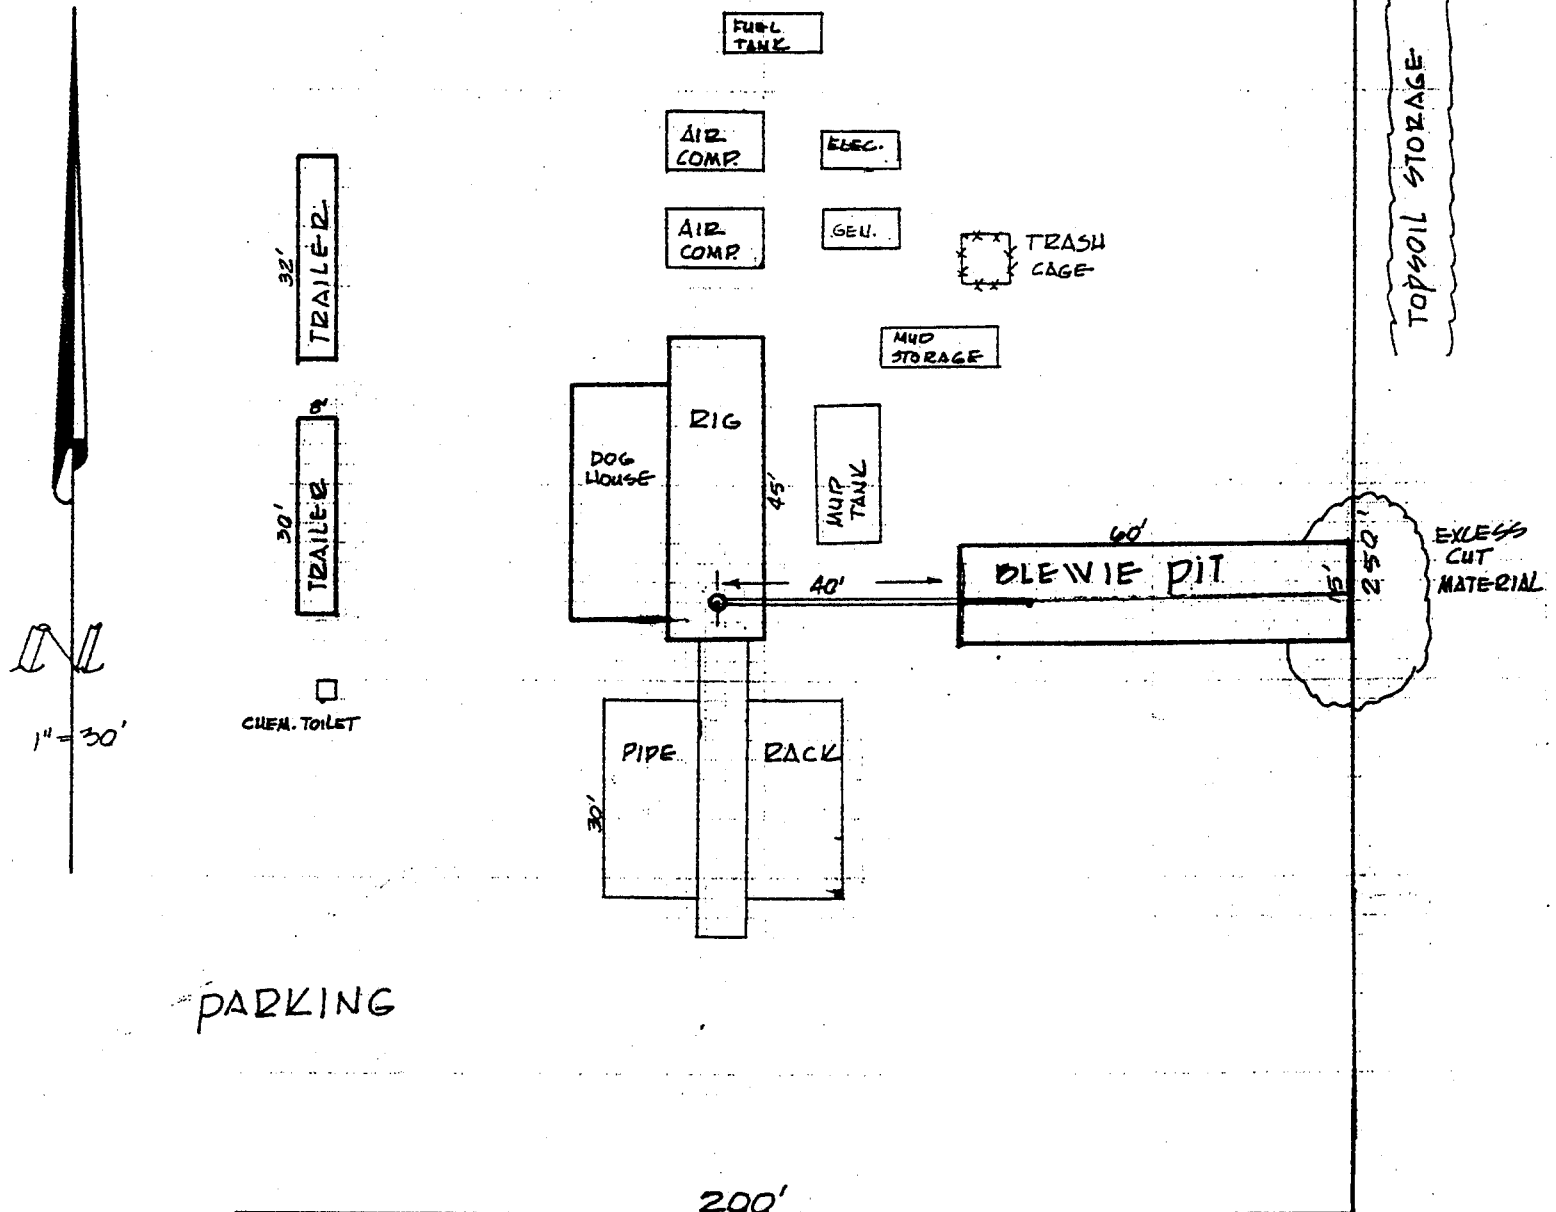 FUEL
TANK
AIR
COMP.
ELEC.
AIR
COMP.
GEN.
TRASH
CAGE
TOPSOIL STORAGE
32'
TRAILER
MUD
STORAGE
8'
RIG
DOG
HOUSE
45'
MUD
TANK
30'
TRAILER
60'
BLEWIE PIT
15'
250'
EXCESS
CUT
MATERIAL
40'
N
1" = 30'
CHEM. TOILET
PIPE RACK
30'
PARKING
200'